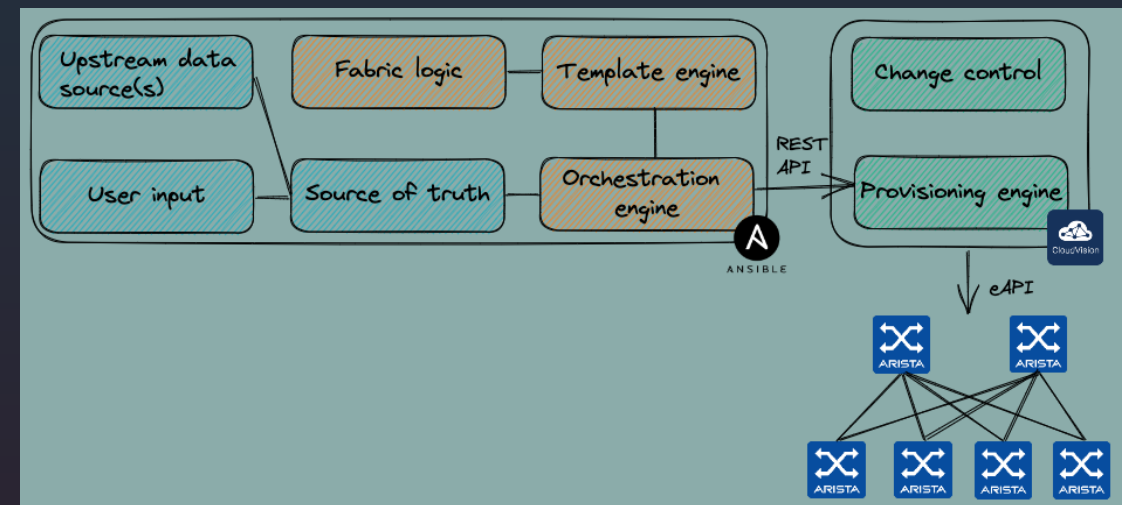 Upstream data
source(s)
Fabric logic
Template engine
Change control
REST
API
User input
Source of truth
Orchestration
engine
Provisioning engine
ANSIBLE
CloudVision
eAPI
ARISTA
ARISTA
ARISTA
ARISTA
ARISTA
ARISTA